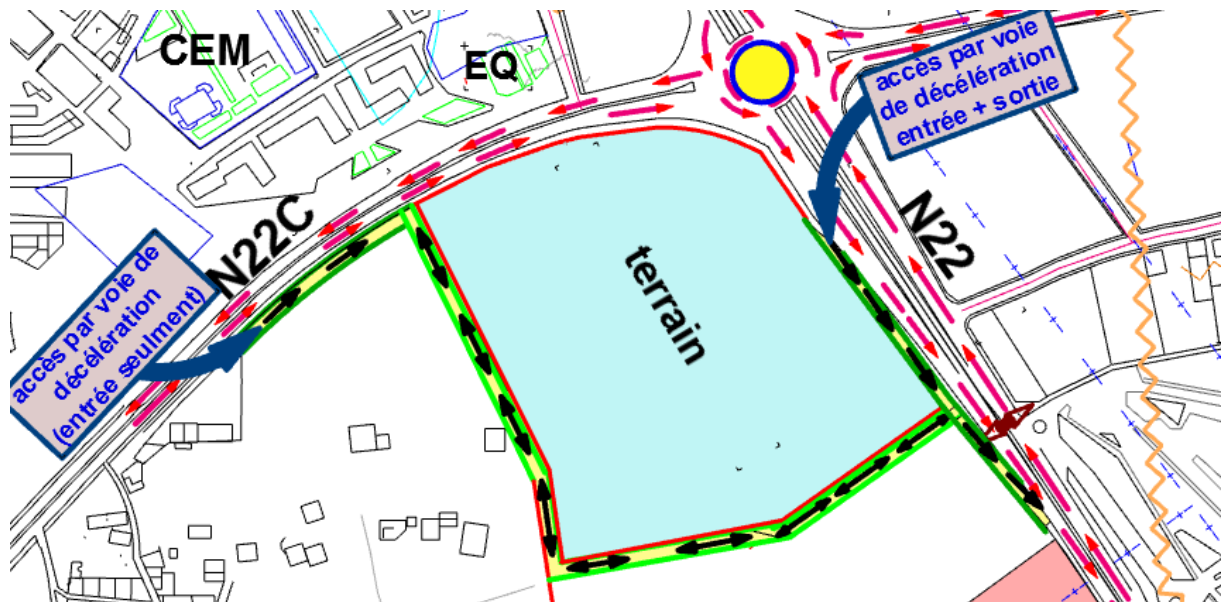 CEM
EQ
accès par voie
de décélération
entrée + sortie
N22C
N22
terrain
accès par voie de
décélération
(entrée seulment)